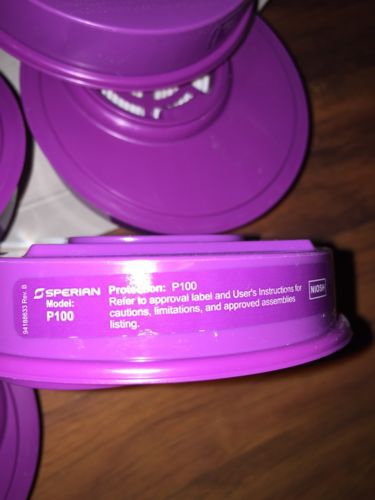 94188633 Rev. B
SPERIAN
Model:
P100
Protection: P100
Refer to approval label and User's Instructions for
cautions, limitations, and approved assemblies
listing.
NIOSH